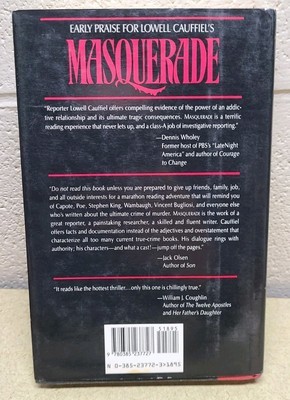 EARLY PRAISE FOR LOWELL CAUFFIEL'S
MASQUERADE
"Reporter Lowell Cauffiel offers compelling evidence of the power of an addic-
tive relationship and its ultimate tragic consequences. MASQUERADE is a
terrific reading experience that never lets up, and a class-A job of investigative reporting."
—Dennis Wholey
Former host of PBS's "LateNight
America" and author of Courage
to Change
"Do not read this book unless you are prepared to give up friends, family, job,
and all outside interests for a marathon reading adventure that will remind you
of Capote, Poe, Stephen King, Wambaugh, Vincent Bugliosi, and everyone else
who's written about the ultimate crime of murder. MASQUERADE is the work of a
great reporter, a painstaking researcher, a skilled and fluent writer. Cauffiel
offers facts and documentation instead of the adjectives and overstatement that
characterize all too many current true-crime books. His dialogue rings with
authority; his characters—and what a cast!—jump off the pages."
—Jack Olsen
Author of Son
"It reads like the hottest thriller...only this one is chillingly true."
—William J. Coughlin
Author of The Twelve Apostles
and Her Father's Daughter
51895
9 780385 237727
N 0-385-23772-3>>1895